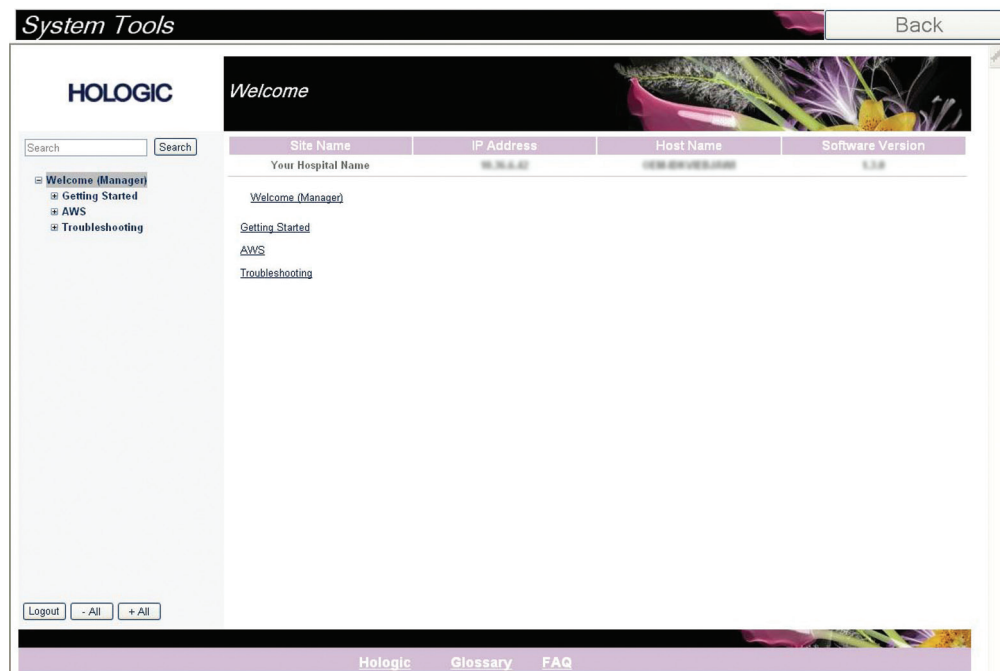 System Tools
Back
HOLOGIC
Welcome
Search
Search
Site Name
IP Address
Host Name
Software Version
Your Hospital Name
Welcome (Manager)
Getting Started
AWS
Troubleshooting
Welcome (Manager)
Getting Started
AWS
Troubleshooting
Logout
- All
+ All
Hologic
Glossary
FAQ